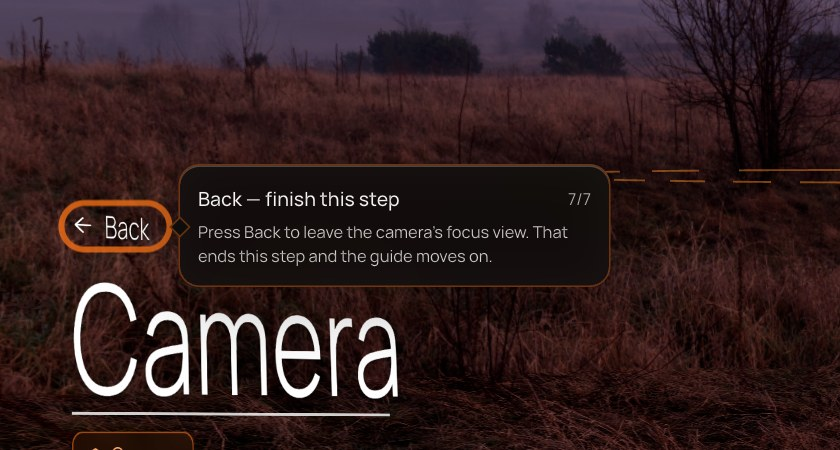 Back — finish this step 7/7
Press Back to leave the camera's focus view. That
ends this step and the guide moves on.
← Back
Camera